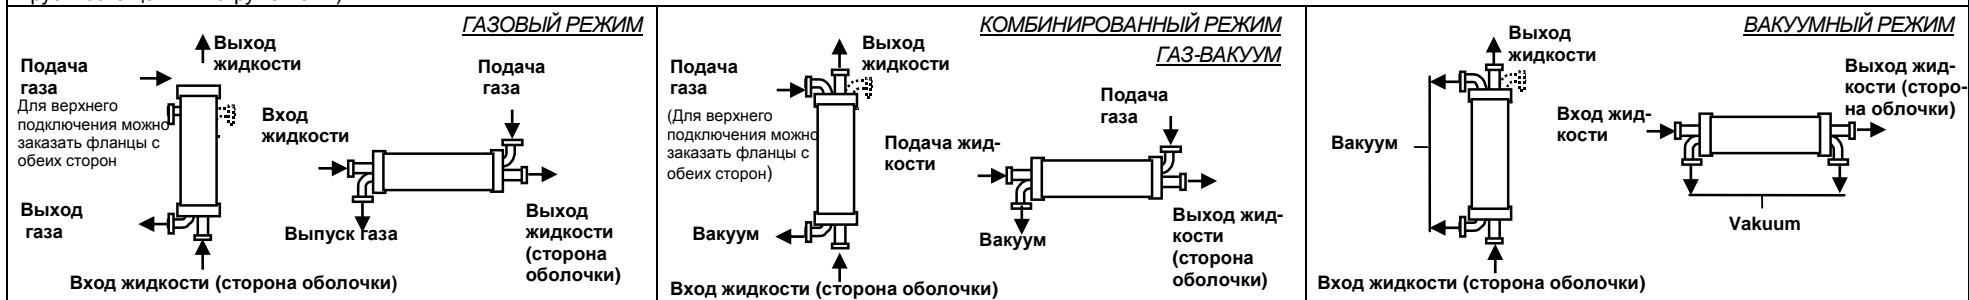 ГАЗОВЫЙ РЕЖИМ
Выход
жидкости
Подача
газа
Для верхнего
подключения можно
заказать фланцы с
обеих сторон
Выход
газа
Вход жидкости (сторона оболочки)
Подача
газа
Вход
жидкости
Выпуск газа
Выход
жидкости
(сторона
оболочки)
КОМБИНИРОВАННЫЙ РЕЖИМ
ГАЗ-ВАКУУМ
Выход
жидкости
Подача
газа
(Для верхнего
подключения можно
заказать фланцы с
обеих сторон)
Вакуум
Вход жидкости (сторона оболочки)
Подача
газа
Подача жид-
кости
Вакуум
Выход жид-
кости
(сторона
оболочки)
ВАКУУМНЫЙ РЕЖИМ
Выход
жидкости
Вакуум
Вход жидкости (сторона оболочки)
Выход жид-
кости (сторо-
на облочки)
Вход жид-
кости
Vakuum